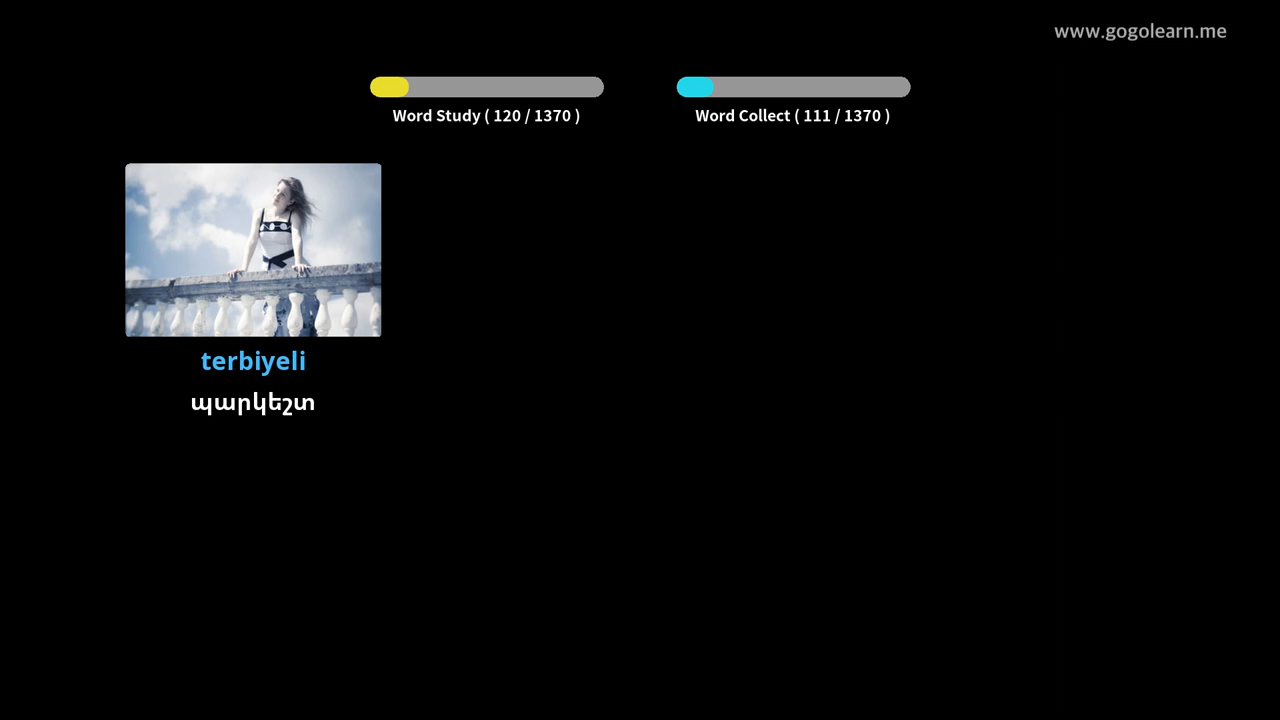 www.gogolearn.me
Word Study ( 120 / 1370 )
Word Collect ( 111 / 1370 )
terbiyeli
պարկեշտ